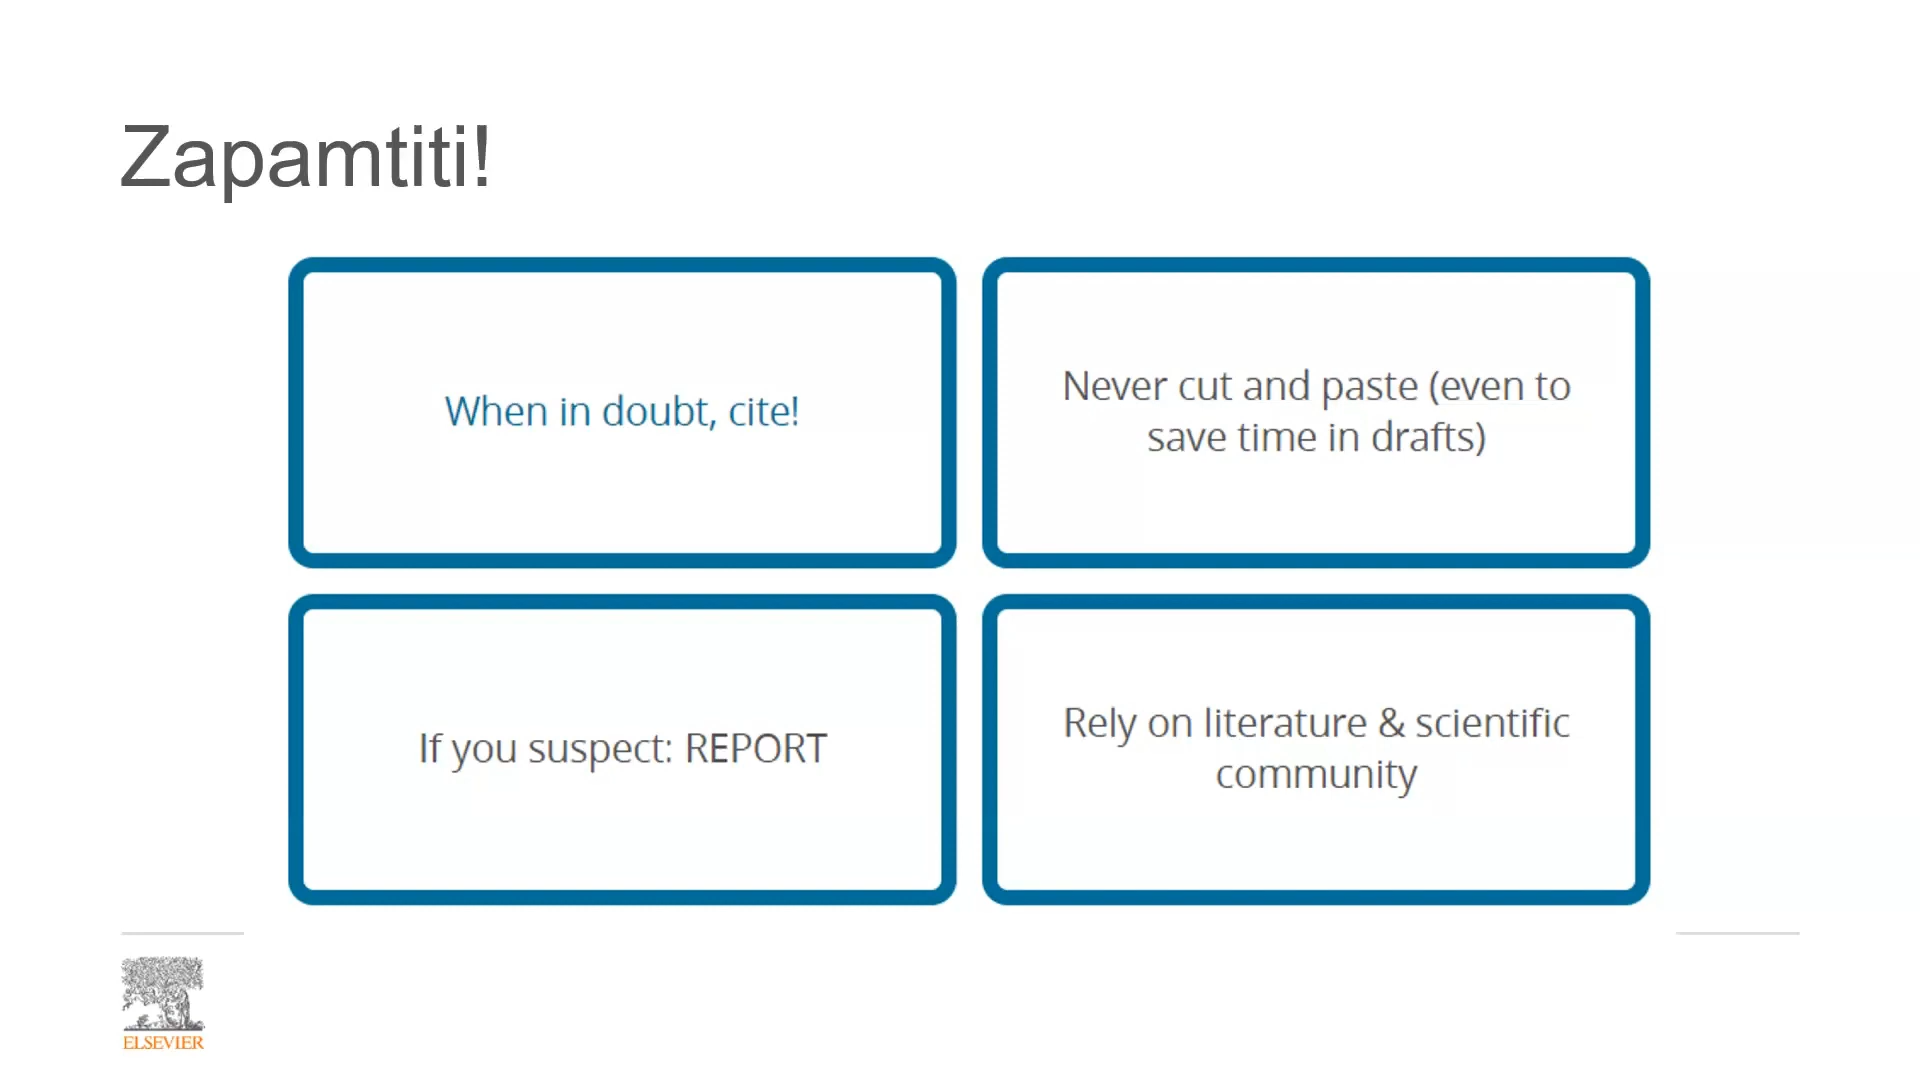 Zapamtiti!
When in doubt, cite!
Never cut and paste (even to
save time in drafts)
If you suspect: REPORT
Rely on literature & scientific
community
ELSEVIER